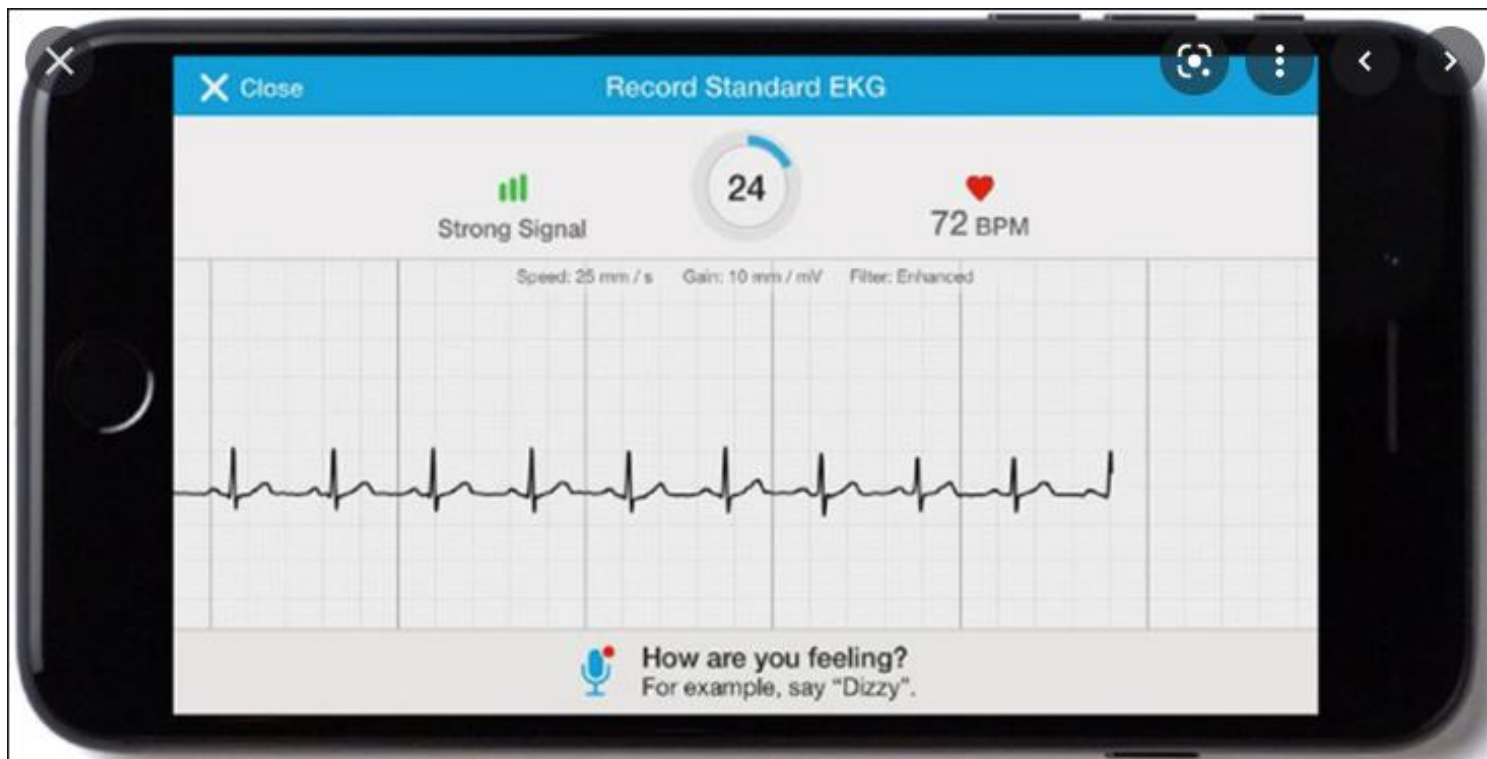 Close
Record Standard EKG
24
Strong Signal
72 BPM
Speed: 25 mm / s Gain: 10 mm / mV Filter: Enhanced
How are you feeling?
For example, say “Dizzy”.